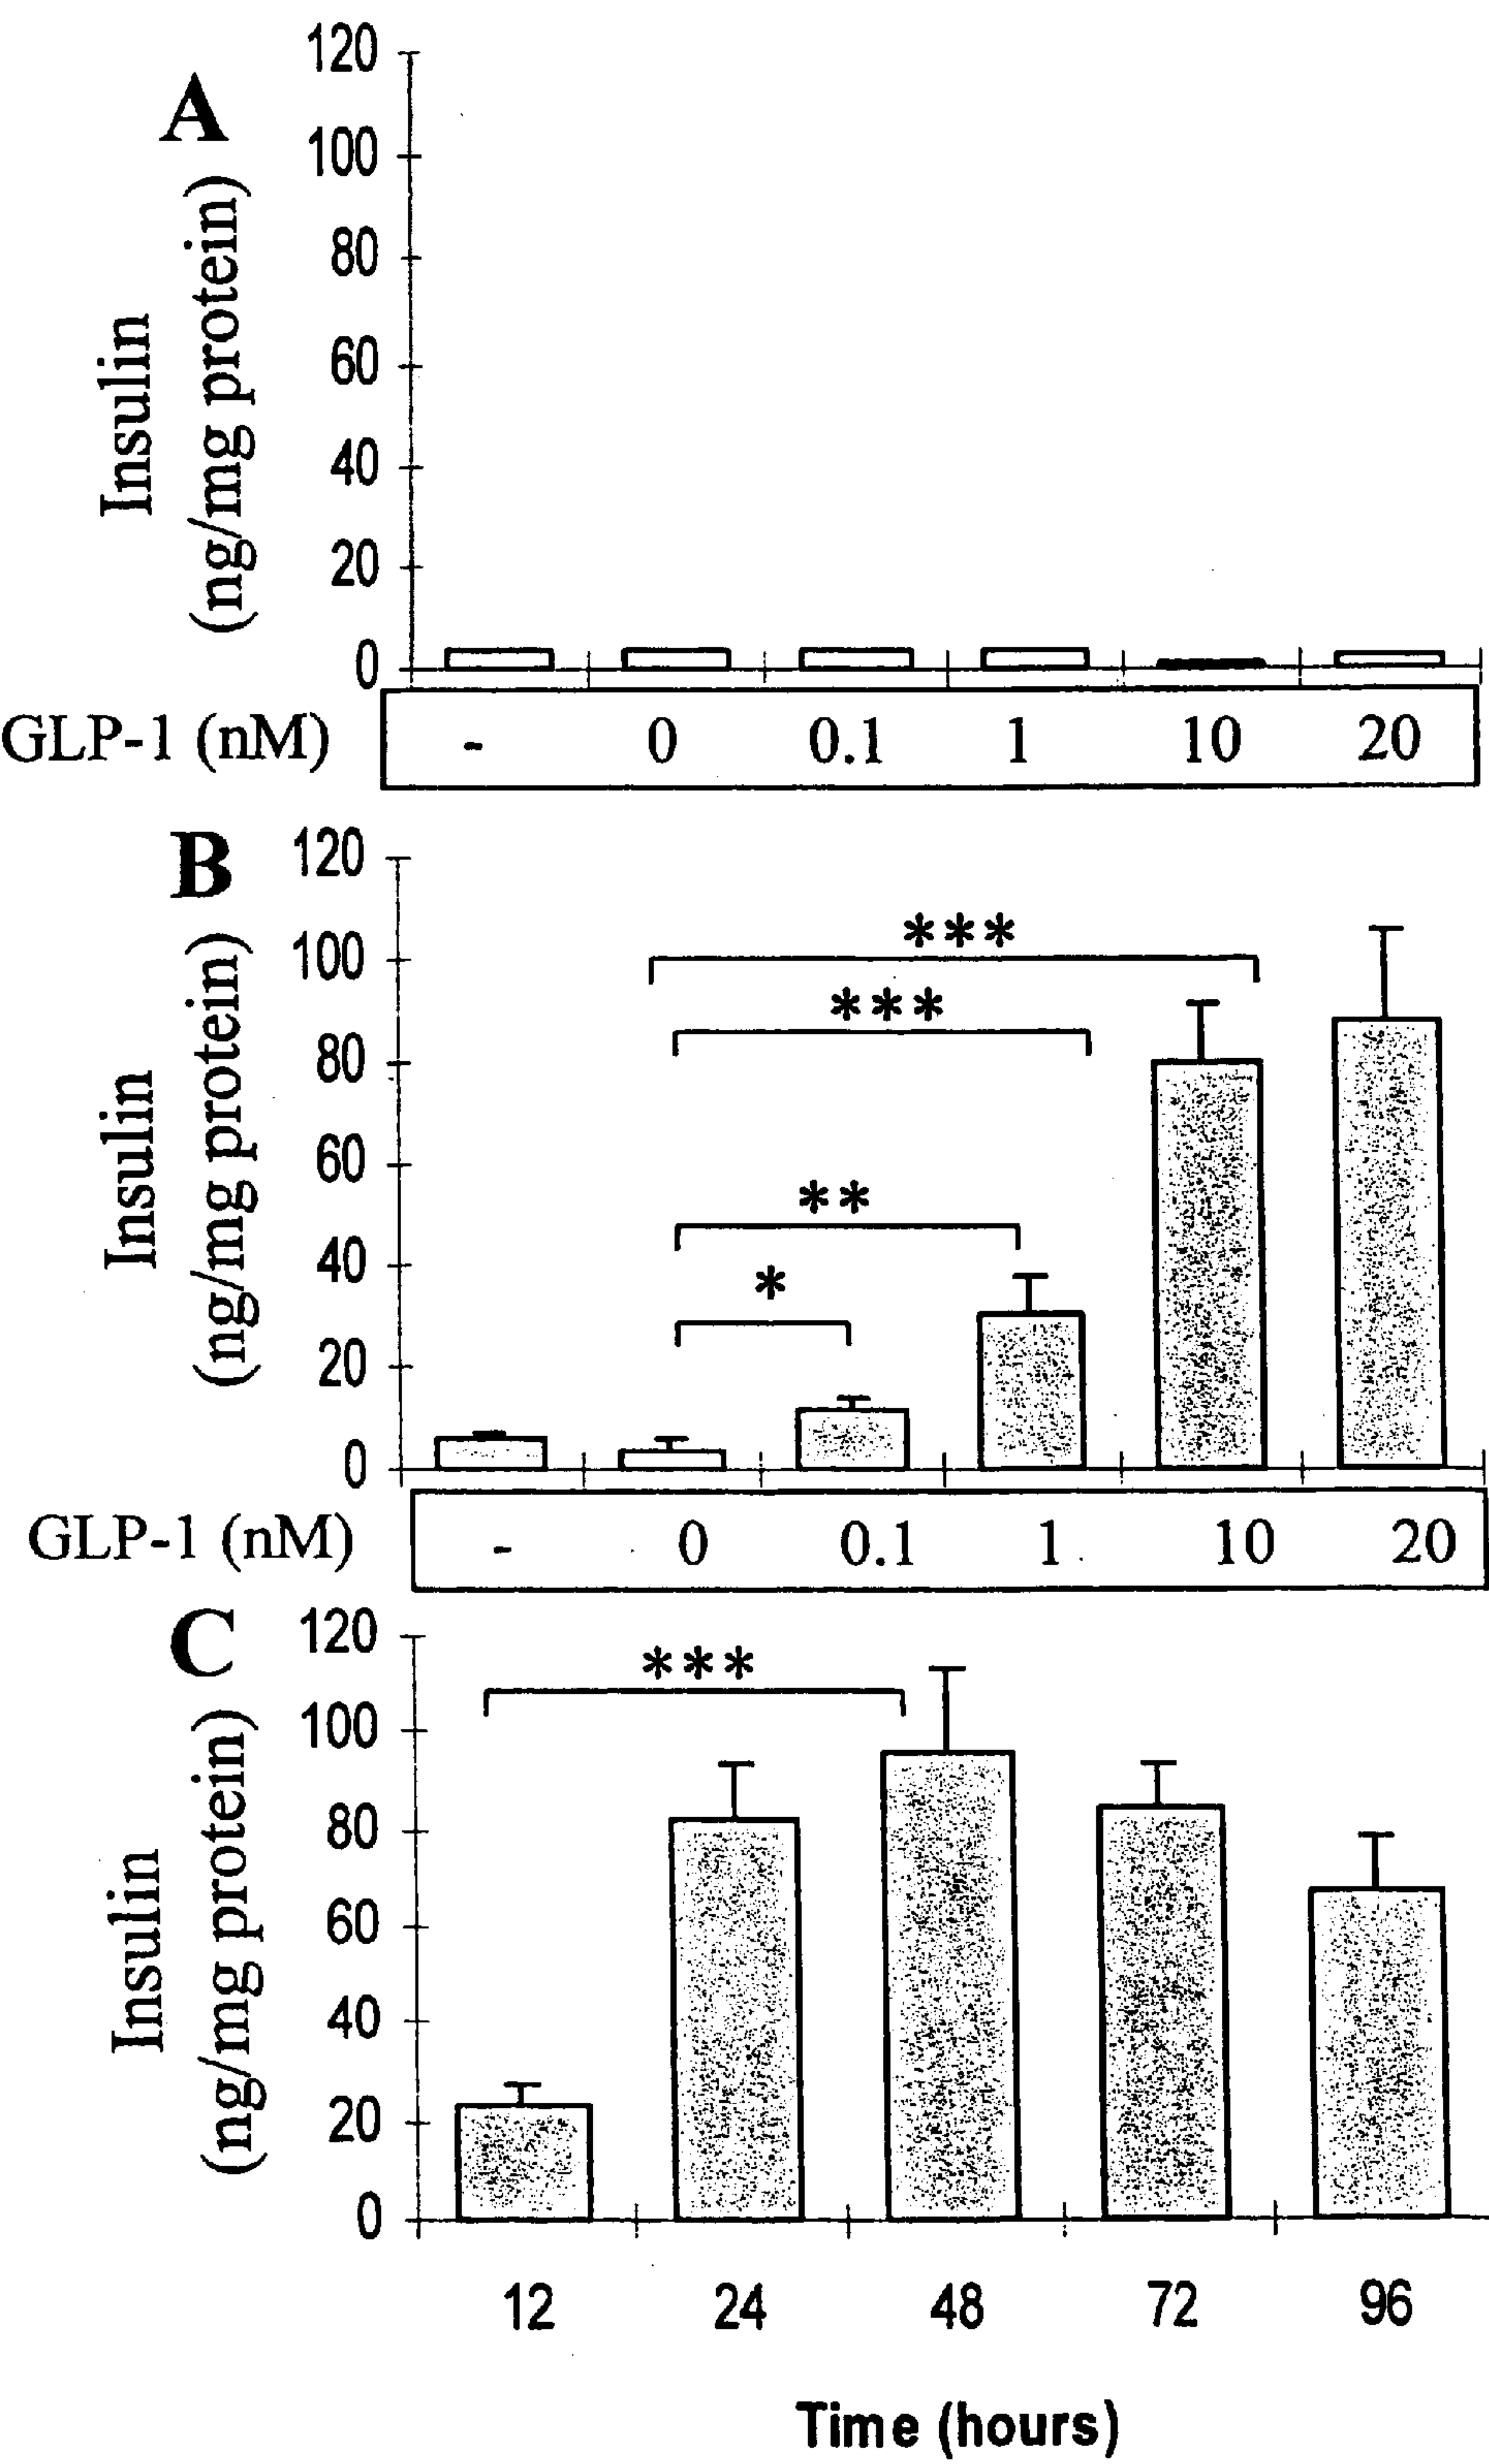 A
Insulin
(ng/mg protein)
120
100
80
60
40
20
0
GLP-1 (nM)
- 0 0.1 1 10 20
B
Insulin
(ng/mg protein)
120
100
80
60
40
20
0
***
***
**
*
GLP-1 (nM)
- 0 0.1 1 10 20
C
Insulin
(ng/mg protein)
120
100
80
60
40
20
0
***
12 24 48 72 96
Time (hours)